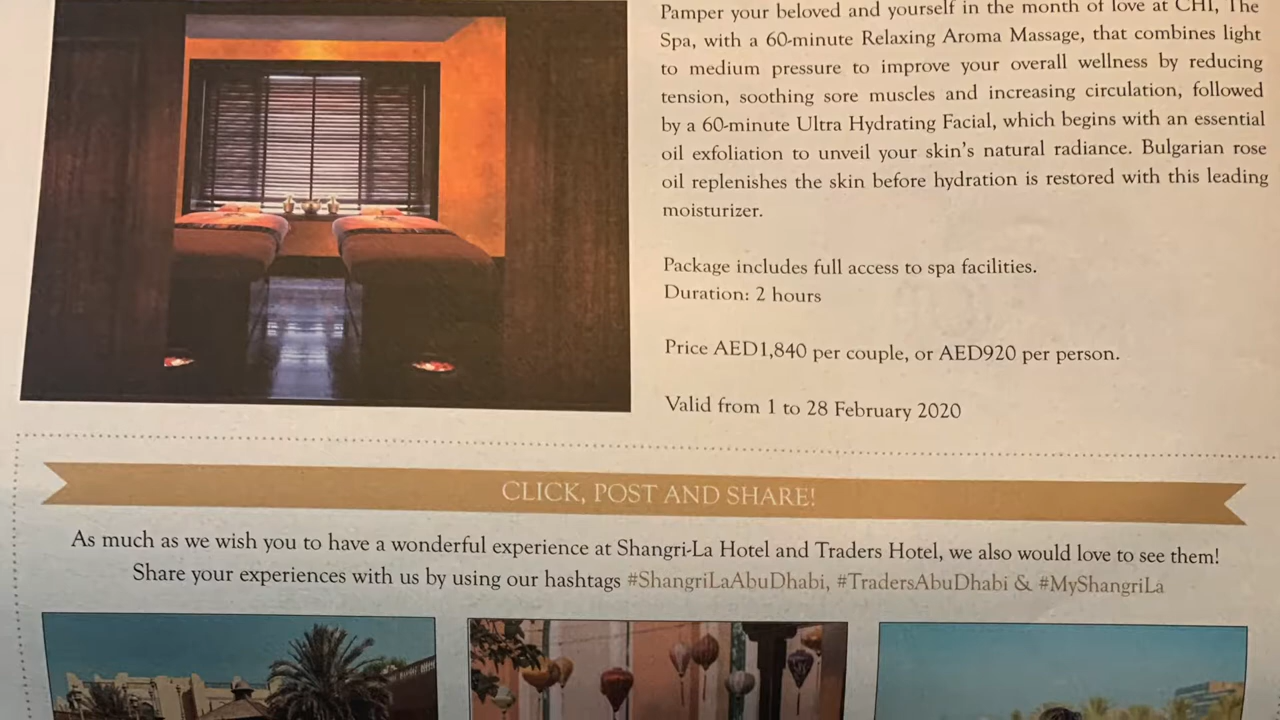 Pamper your beloved and yourself in the month of love at CHI, The
Spa, with a 60-minute Relaxing Aroma Massage, that combines light
to medium pressure to improve your overall wellness by reducing
tension, soothing sore muscles and increasing circulation, followed
by a 60-minute Ultra Hydrating Facial, which begins with an essential
oil exfoliation to unveil your skin's natural radiance. Bulgarian rose
oil replenishes the skin before hydration is restored with this leading
moisturizer.
Package includes full access to spa facilities.
Duration: 2 hours
Price AED1,840 per couple, or AED920 per person.
Valid from 1 to 28 February 2020
CLICK, POST AND SHARE!
As much as we wish you to have a wonderful experience at Shangri-La Hotel and Traders Hotel, we also would love to see them!
Share your experiences with us by using our hashtags #ShangriLaAbuDhabi, #TradersAbuDhabi & #MyShangriLa